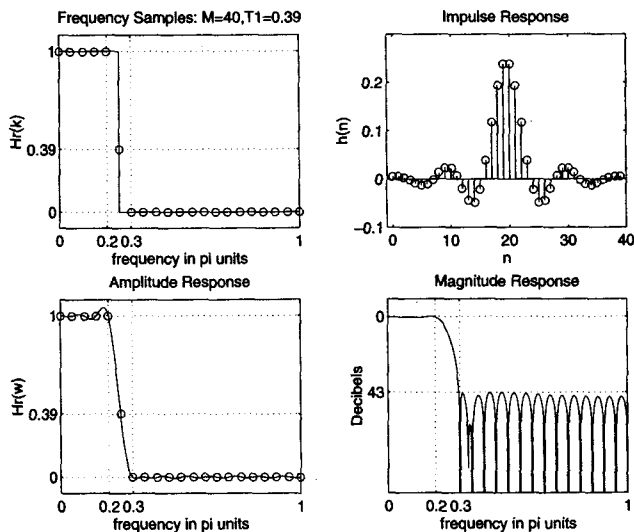 Frequency Samples: M=40,T1=0.39
1
0.39
0
Hr(k)
0
0.2
0.3
1
frequency in pi units
Impulse Response
0.2
0.1
0
−0.1
h(n)
0
10
20
30
40
n
Amplitude Response
1
0.39
0
Hr(w)
0
0.2
0.3
1
frequency in pi units
Magnitude Response
0
43
Decibels
0
0.2
0.3
1
frequency in pi units